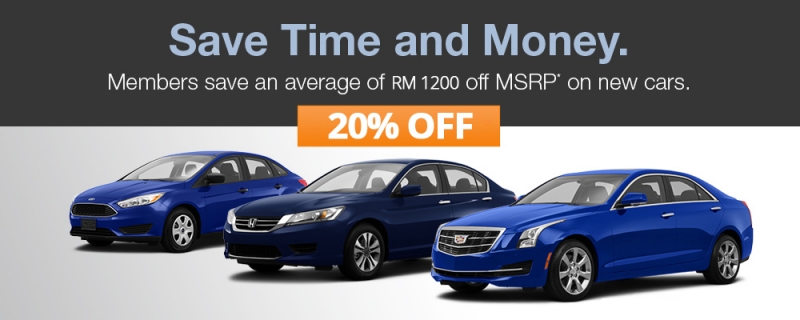 Save Time and Money.
Members save an average of RM 1200 off MSRP* on new cars.
20% OFF